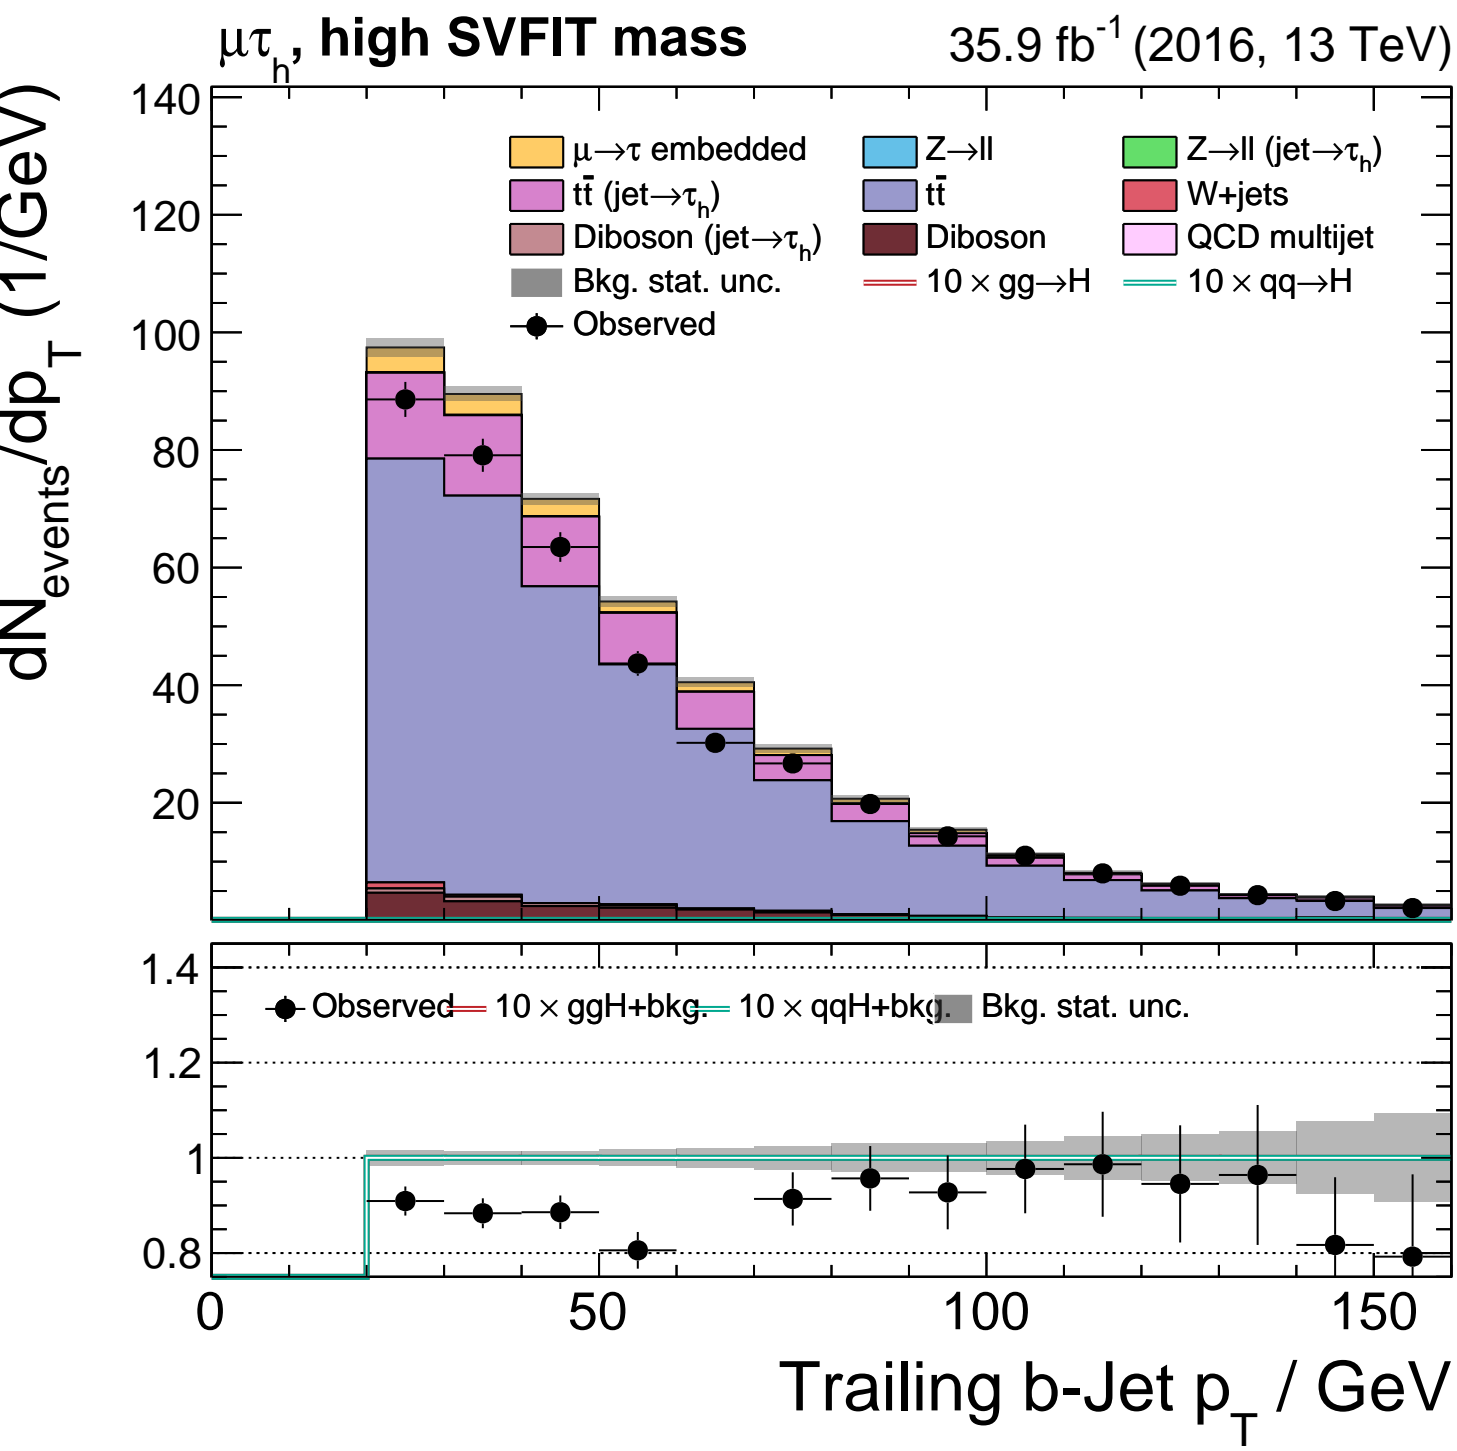 μτh, high SVFIT mass 35.9 fb-1 (2016, 13 TeV)
dNevents/dpT (1/GeV)
140
120
100
80
60
40
20
μ→τ embedded Z→ll Z→ll (jet→τh)
tt̄ (jet→τh) tt̄ W+jets
Diboson (jet→τh) Diboson QCD multijet
Bkg. stat. unc. 10 × gg→H 10 × qq→H
Observed
1.4
1.2
1
0.8
Observed 10 × ggH+bkg. 10 × qqH+bkg. Bkg. stat. unc.
0 50 100 150
Trailing b-Jet pT / GeV